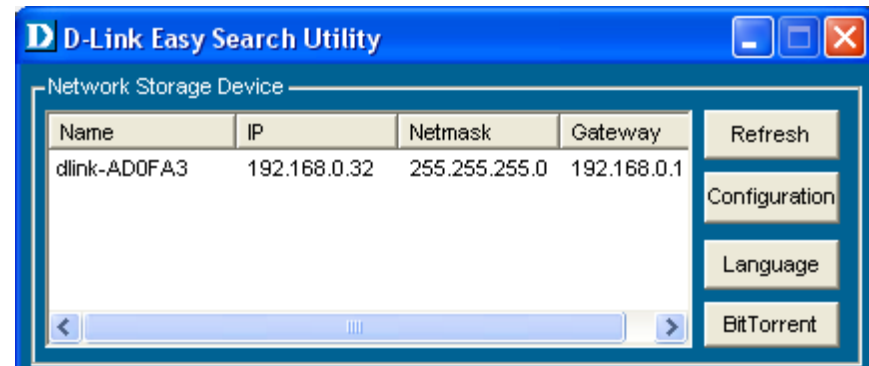 D D-Link Easy Search Utility
Network Storage Device
Name IP Netmask Gateway
dlink-AD0FA3 192.168.0.32 255.255.255.0 192.168.0.1
Refresh
Configuration
Language
BitTorrent